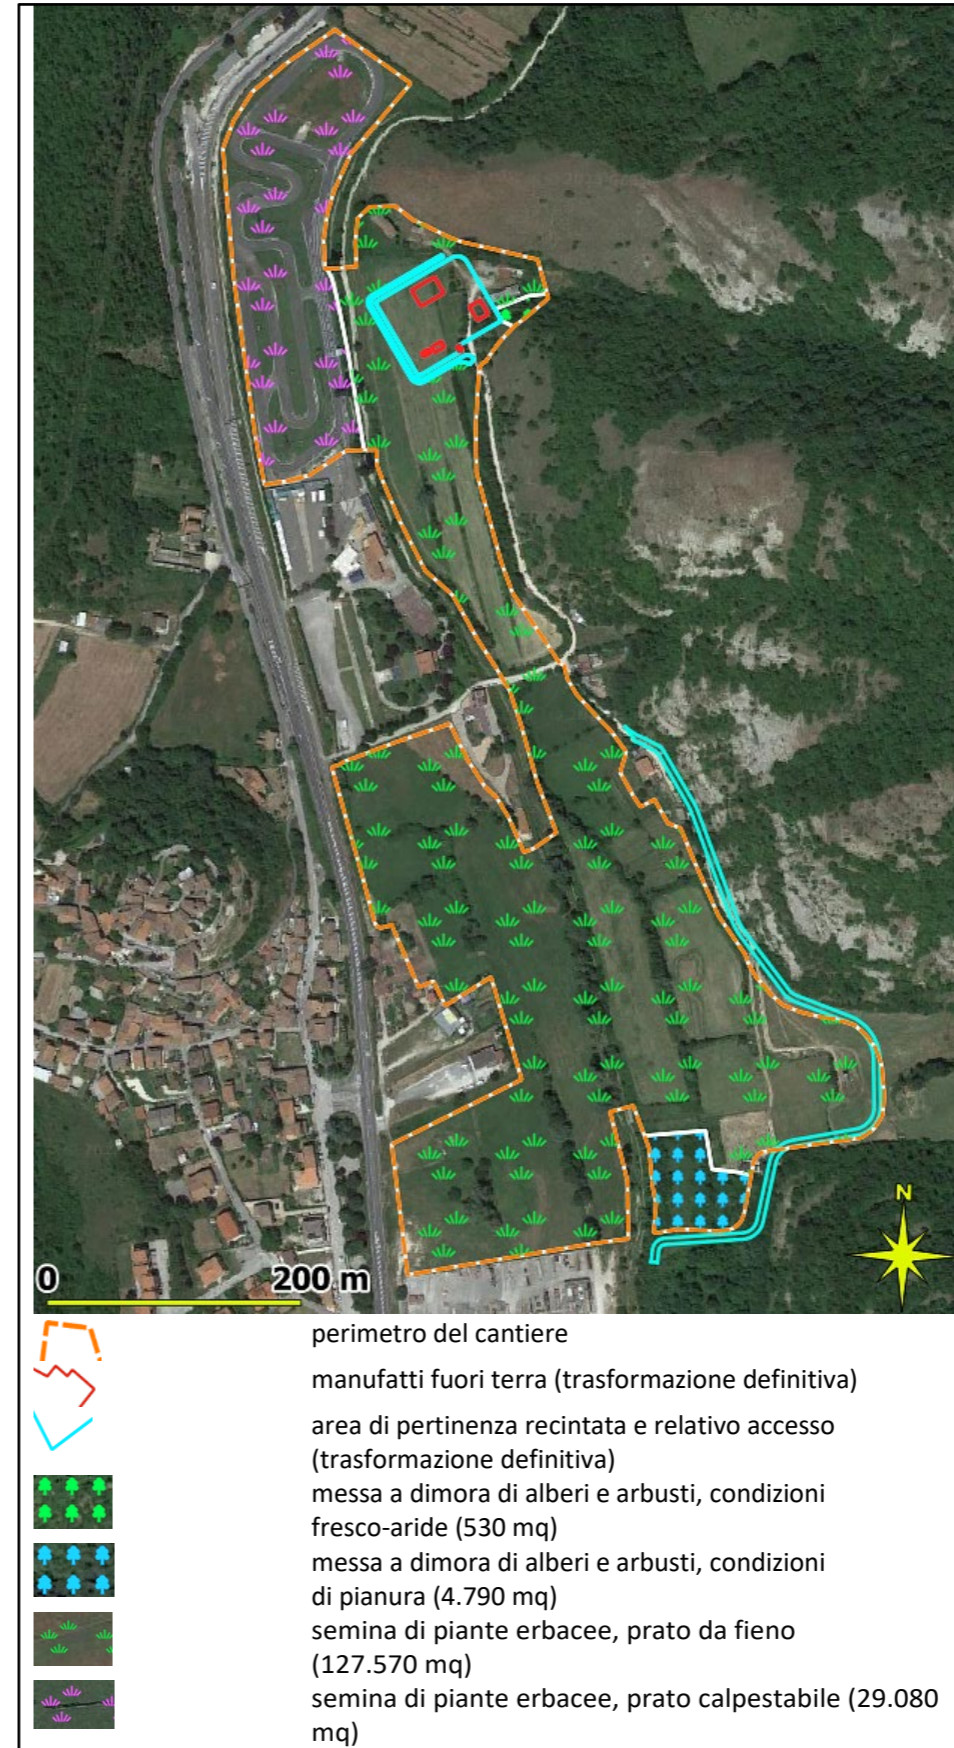 N
0
200 m
perimetro del cantiere
manufatti fuori terra (trasformazione definitiva)
area di pertinenza recintata e relativo accesso
(trasformazione definitiva)
messa a dimora di alberi e arbusti, condizioni
fresco-aride (530 mq)
messa a dimora di alberi e arbusti, condizioni
di pianura (4.790 mq)
semina di piante erbacee, prato da fieno
(127.570 mq)
semina di piante erbacee, prato calpestabile (29.080
mq)